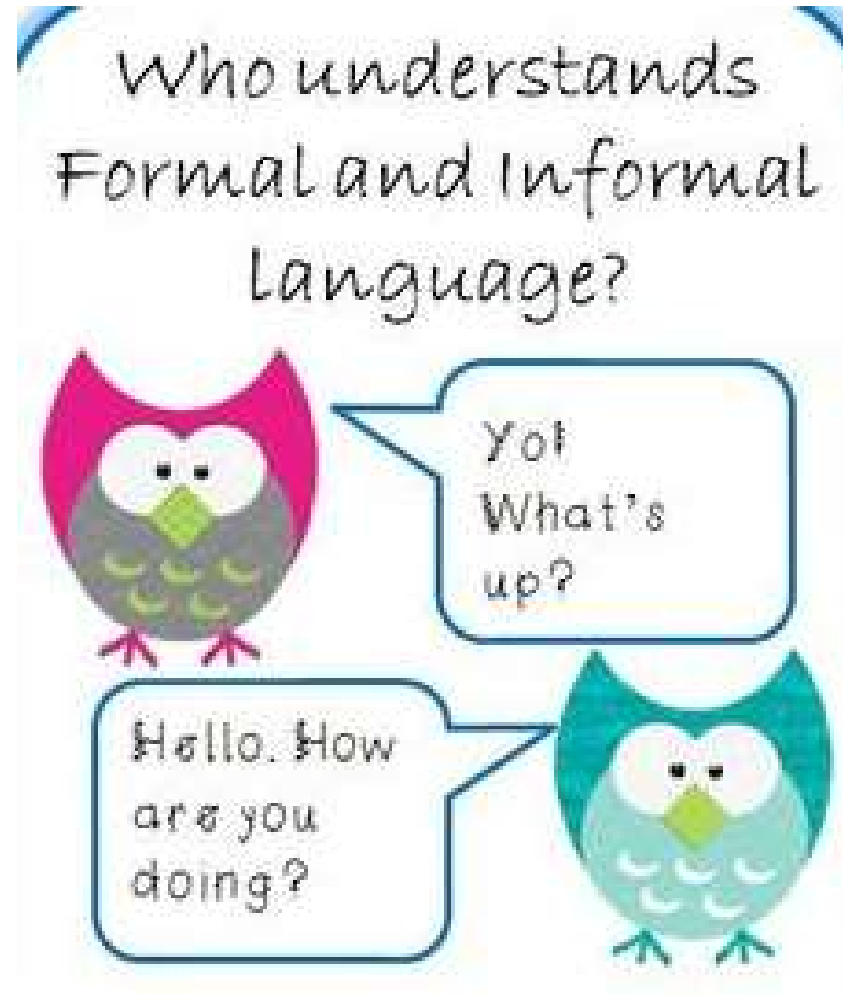 Who understands
Formal and Informal
language?
Yo!
What's
up?
Hello. How
are you
doing?